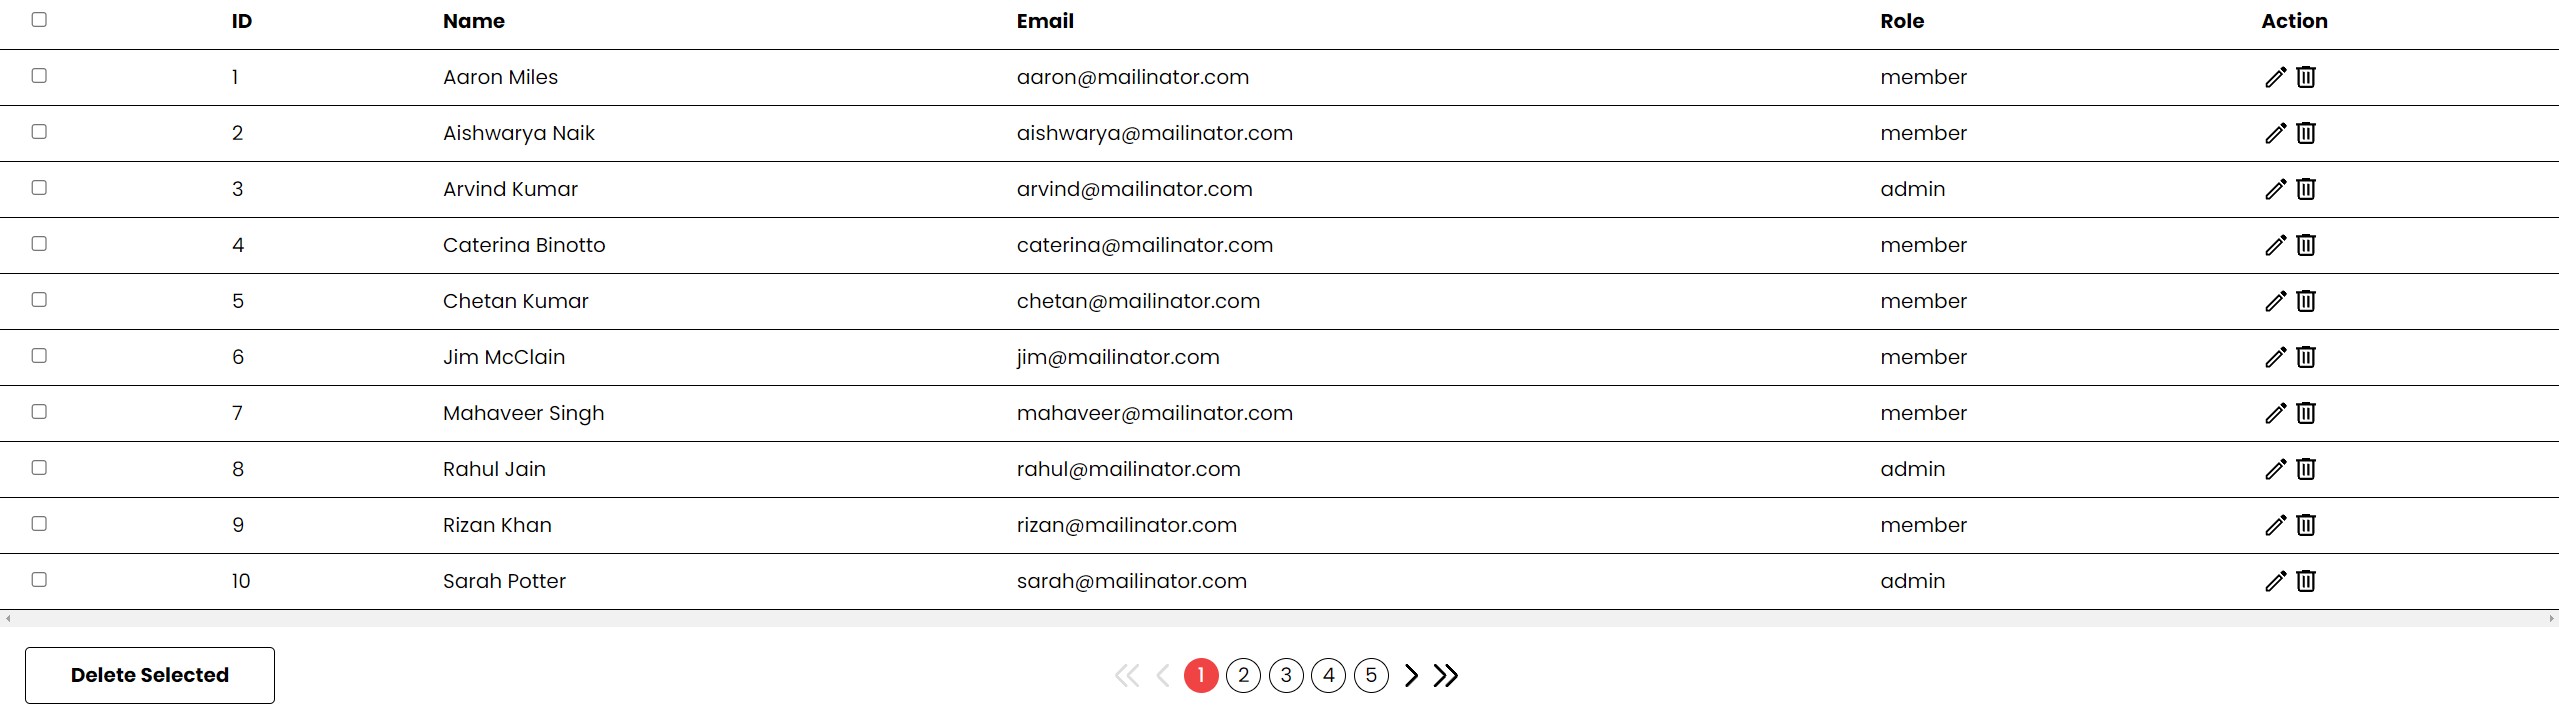 ID Name Email Role Action
1 Aaron Miles aaron@mailinator.com member
2 Aishwarya Naik aishwarya@mailinator.com member
3 Arvind Kumar arvind@mailinator.com admin
4 Caterina Binotto caterina@mailinator.com member
5 Chetan Kumar chetan@mailinator.com member
6 Jim McClain jim@mailinator.com member
7 Mahaveer Singh mahaveer@mailinator.com member
8 Rahul Jain rahul@mailinator.com admin
9 Rizan Khan rizan@mailinator.com member
10 Sarah Potter sarah@mailinator.com admin
Delete Selected 1 2 3 4 5